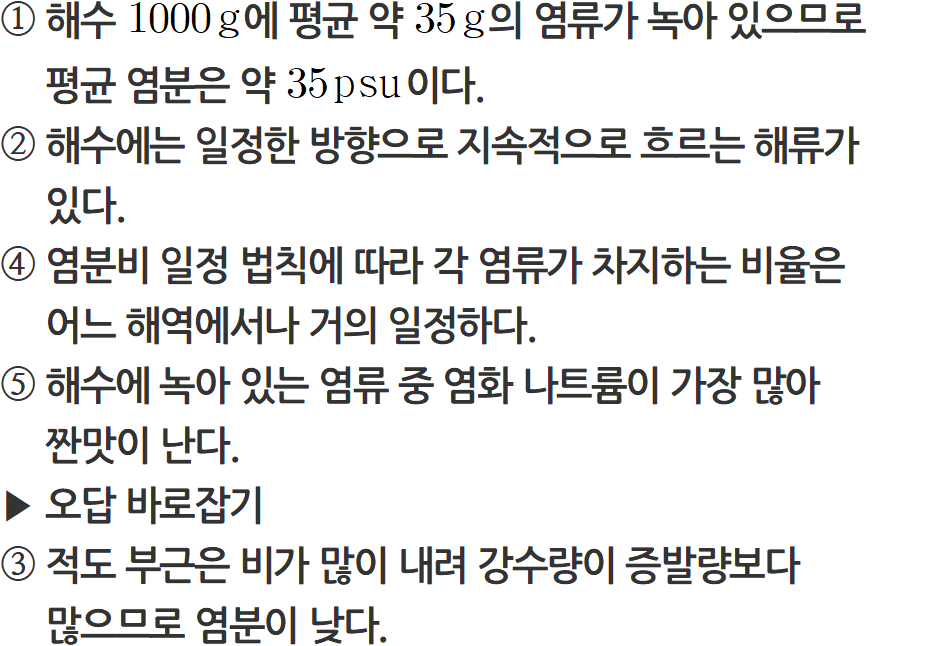 ① 해수 1000 g에 평균 약 35 g의 염류가 녹아 있으므로
평균 염분은 약 35 psu이다.
② 해수에는 일정한 방향으로 지속적으로 흐르는 해류가
있다.
④ 염분비 일정 법칙에 따라 각 염류가 차지하는 비율은
어느 해역에서나 거의 일정하다.
⑤ 해수에 녹아 있는 염류 중 염화 나트륨이 가장 많아
짠맛이 난다.
▶ 오답 바로잡기
③ 적도 부근은 비가 많이 내려 강수량이 증발량보다
많으므로 염분이 낮다.